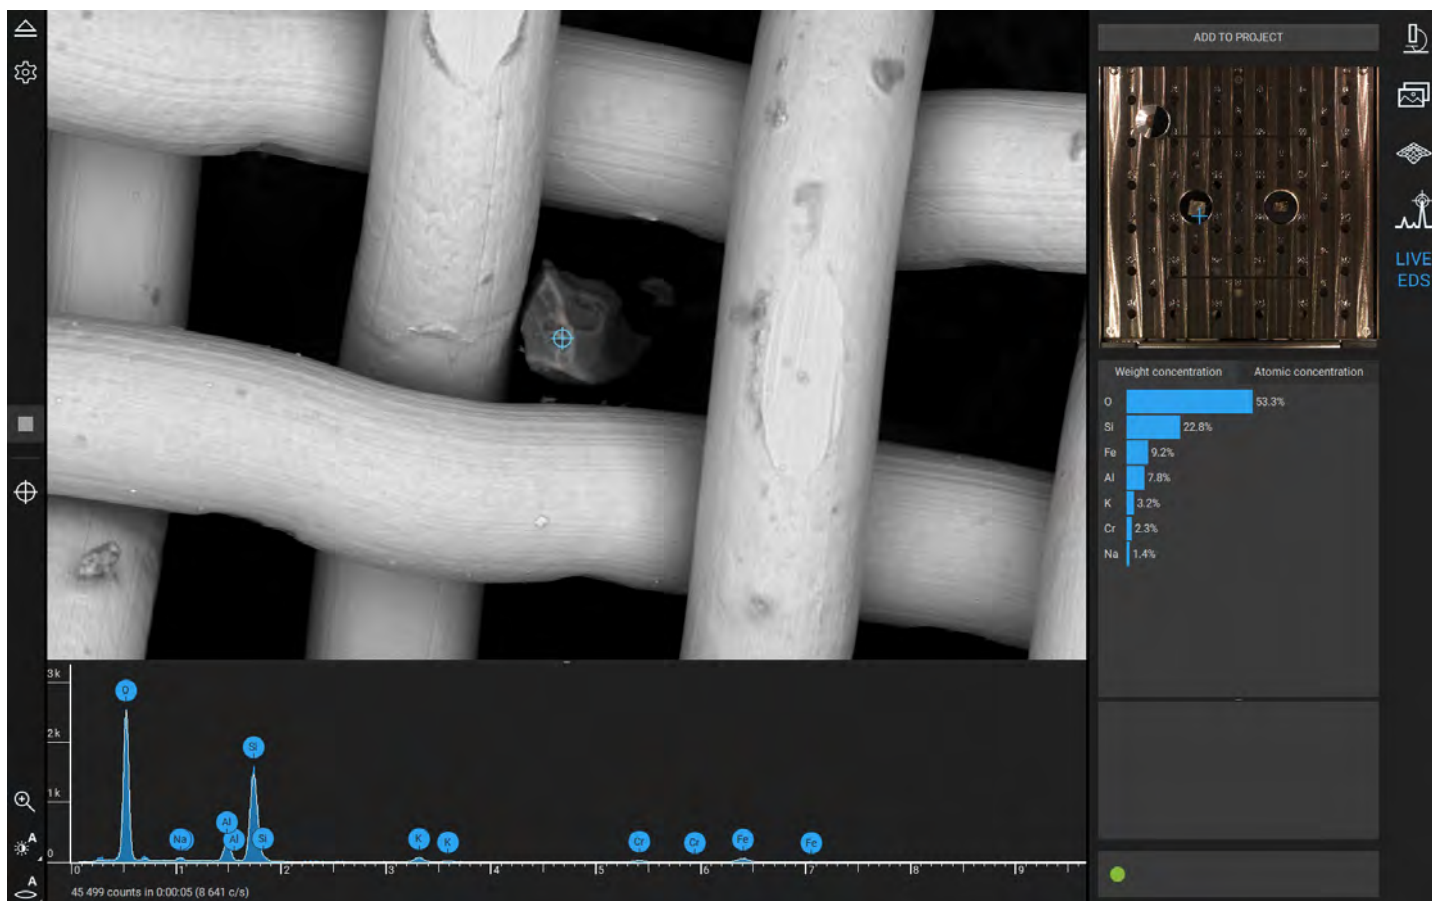 ADD TO PROJECT
LIVE
EDS
Weight concentration Atomic concentration
O 53.3%
Si 22.8%
Fe 9.2%
Al 7.8%
K 3.2%
Cr 2.3%
Na 1.4%
3k
2k
1k
0
O
Si
Al
Na Al Si K K Cr Cr Fe Fe
0 1 2 3 4 5 6 7 8 9
A
A
45 499 counts in 0:00:05 (8 641 c/s)